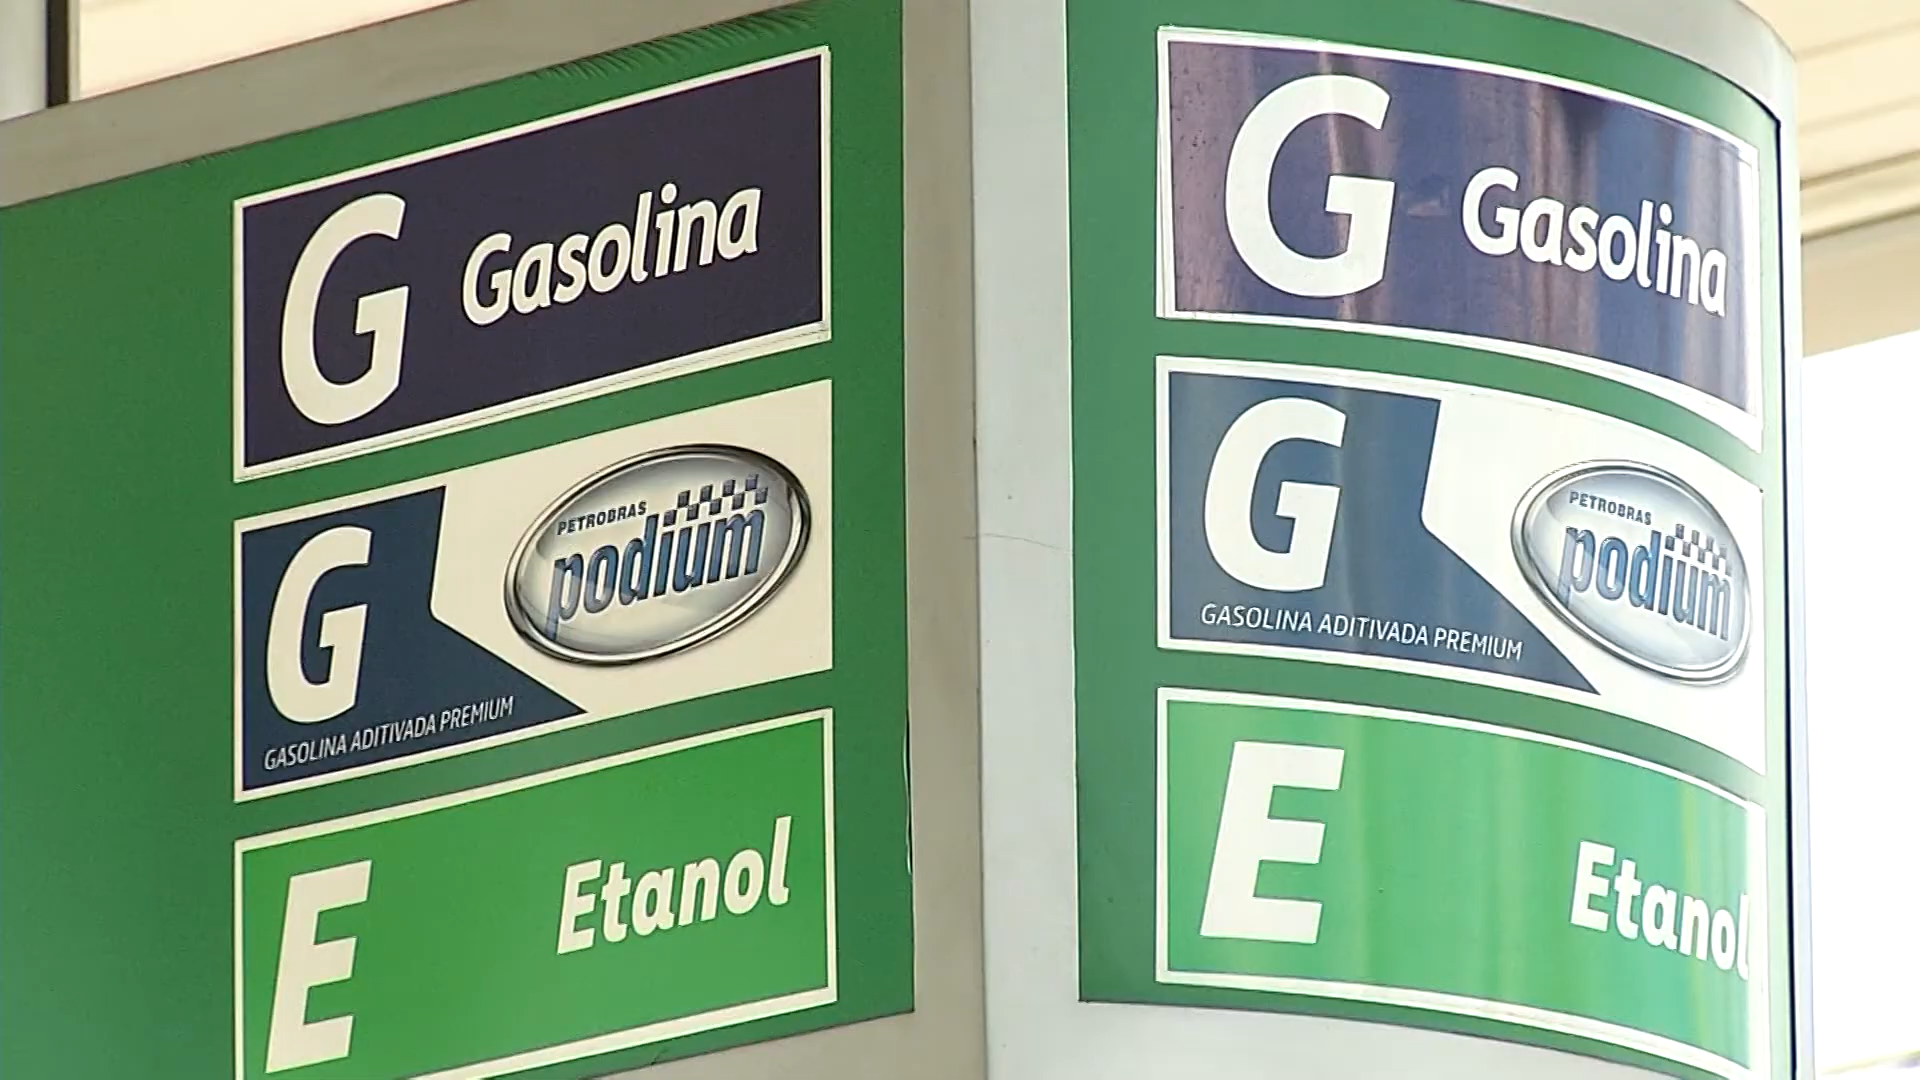 G Gasolina
G
PETROBRAS
podium
GASOLINA ADITIVADA PREMIUM
E Etanol
G Gasolina
G
PETROBRAS
podium
GASOLINA ADITIVADA PREMIUM
E Etanol